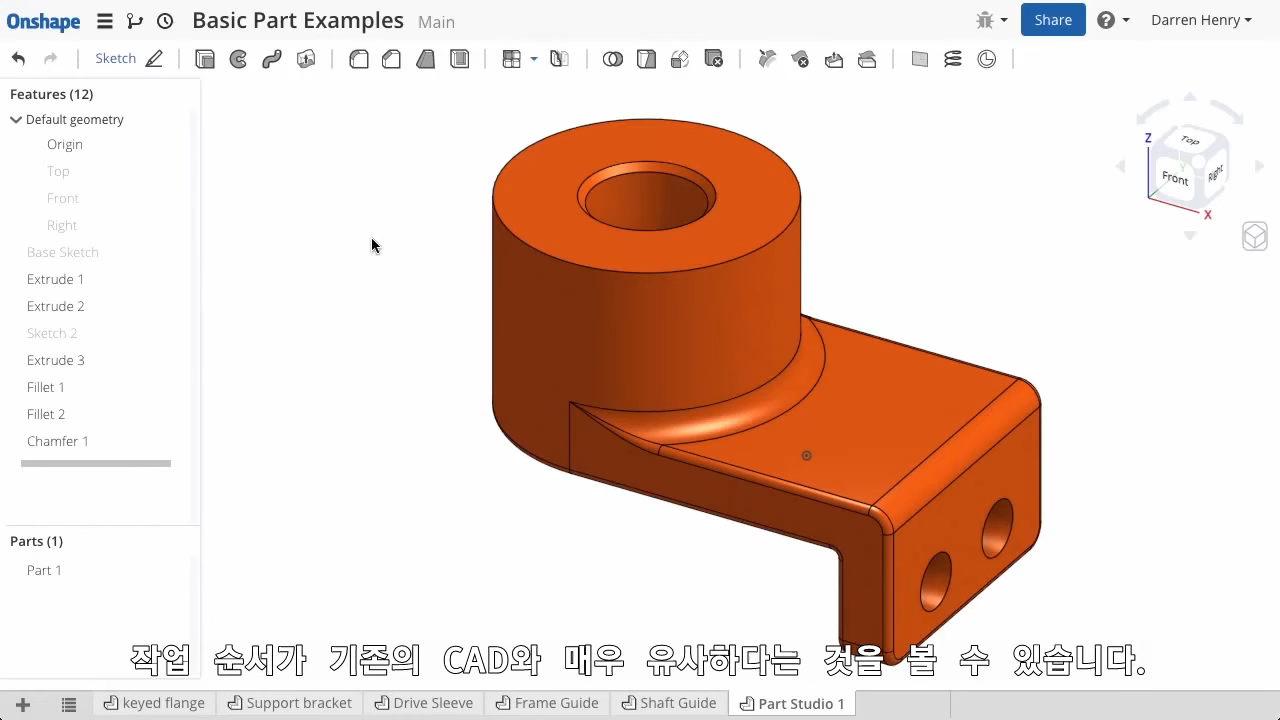 Onshape Basic Part Examples Main Share Darren Henry
Sketch
Features (12)
Default geometry
Origin
Top
Front
Right
Base Sketch
Extrude 1
Extrude 2
Sketch 2
Extrude 3
Fillet 1
Fillet 2
Chamfer 1
Parts (1)
Part 1
Z
Top
Y
Front
Right
X
작업 순서가 기존의 CAD와 매우 유사하다는 것을 볼 수 있습니다.
keyed flange Support bracket Drive Sleeve Frame Guide Shaft Guide Part Studio 1